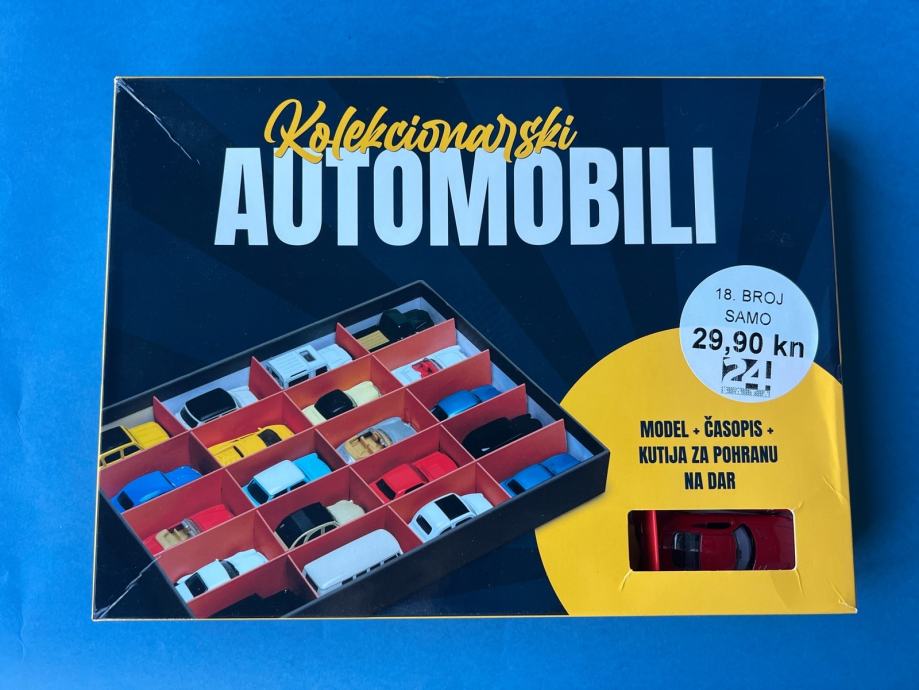 Kolekcionarski
AUTOMOBILI
18. BROJ
SAMO
29,90 kn
24!
MODEL + ČASOPIS +
KUTIJA ZA POHRANU
NA DAR